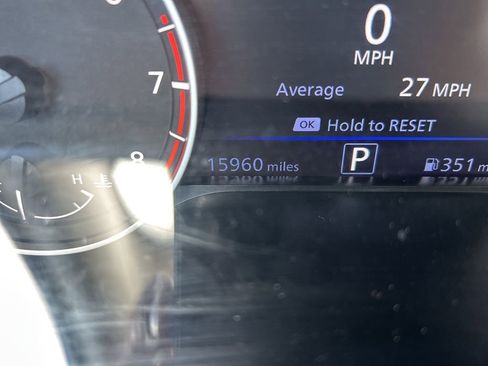 0
MPH
Average 27 MPH
7
OK Hold to RESET
8
15960 miles P 351 m
H